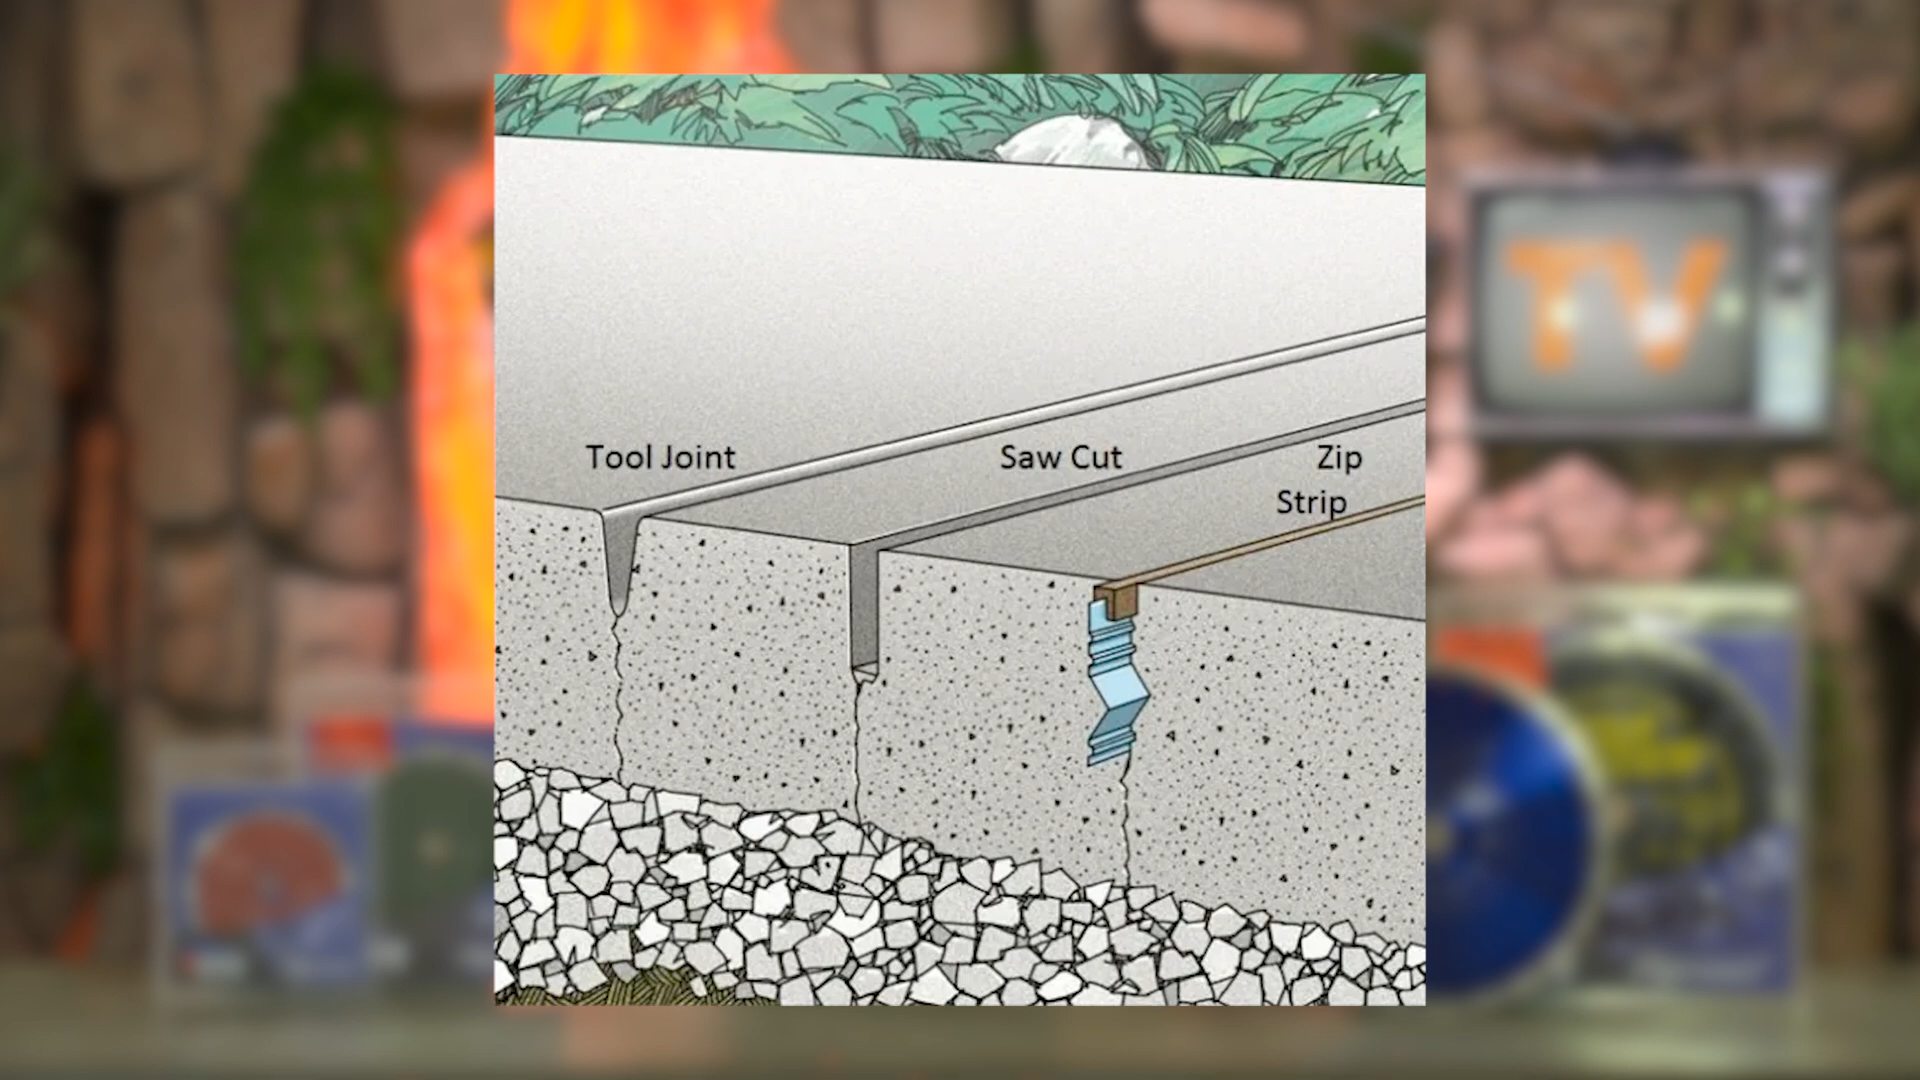 TV
Tool Joint
Saw Cut
Zip
Strip